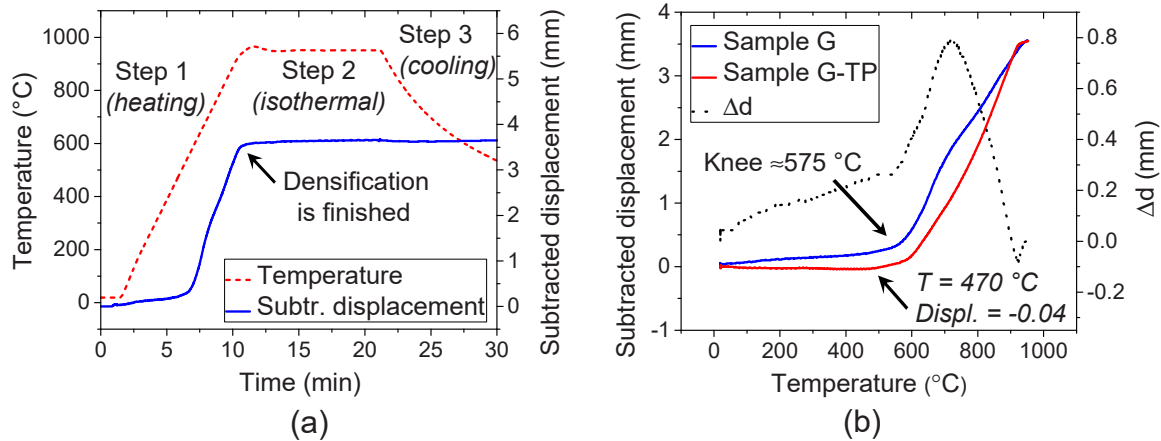 1000
800
600
400
200
0
Temperature
(°C)
0
5
10
15
20
25
30
Time (min)
6
5
4
3
2
1
0
Subtracted displacement (mm)
Step 1
(heating)
Step 2
(isothermal)
Step 3
(cooling)
Densification
is finished
Temperature
Subtr. displacement
(a)
4
3
2
1
0
-1
Subtracted displacement (mm)
0
200
400
600
800
1000
Temperature (°C)
0.8
0.6
0.4
0.2
0.0
-0.2
Δd (mm)
Sample G
Sample G-TP
Δd
Knee ≈575 °C
T = 470 °C
Displ. = -0.04
(b)